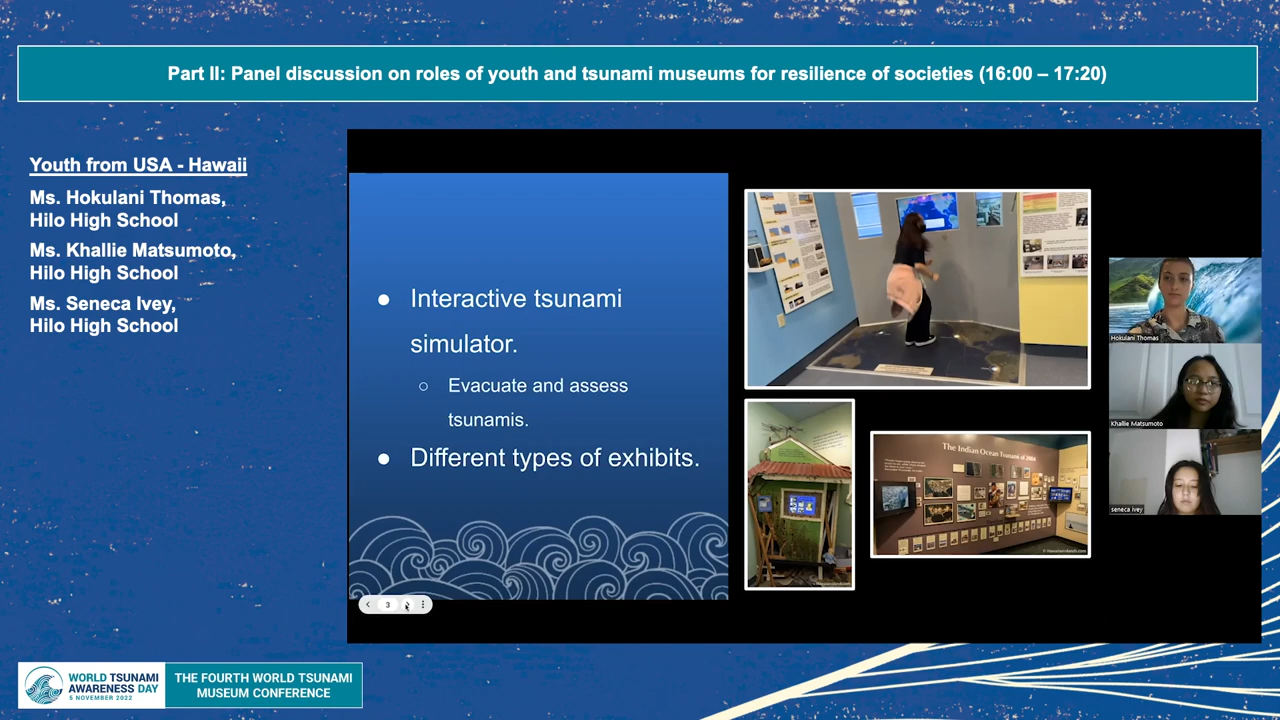 Part II: Panel discussion on roles of youth and tsunami museums for resilience of societies (16:00 – 17:20)
Youth from USA - Hawaii
Ms. Hokulani Thomas,
Hilo High School
Ms. Khallie Matsumoto,
Hilo High School
Ms. Seneca Ivey,
Hilo High School
● Interactive tsunami
simulator.
○ Evacuate and assess
tsunamis.
● Different types of exhibits.
3
The Indian Ocean Tsunami of 2004
Hokulani Thomas
Khallie Matsumoto
seneca ivey
WORLD TSUNAMI
AWARENESS DAY
5 NOVEMBER 2022
THE FOURTH WORLD TSUNAMI
MUSEUM CONFERENCE